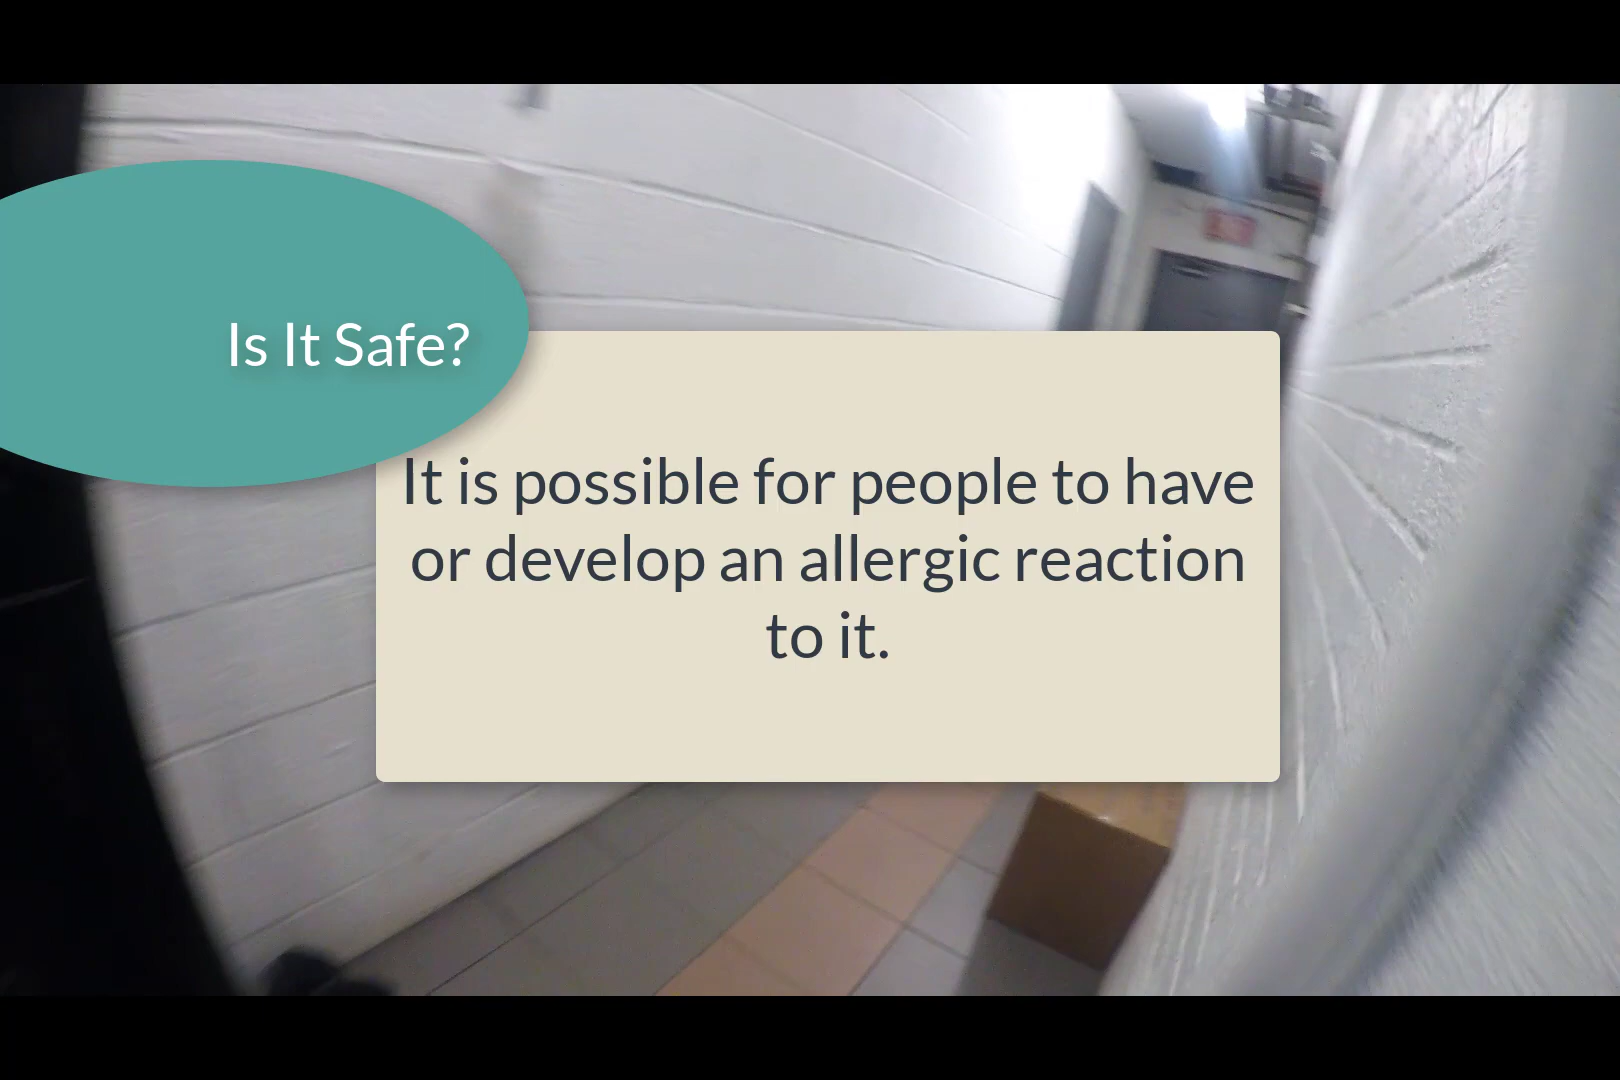 Is It Safe?
It is possible for people to have
or develop an allergic reaction
to it.